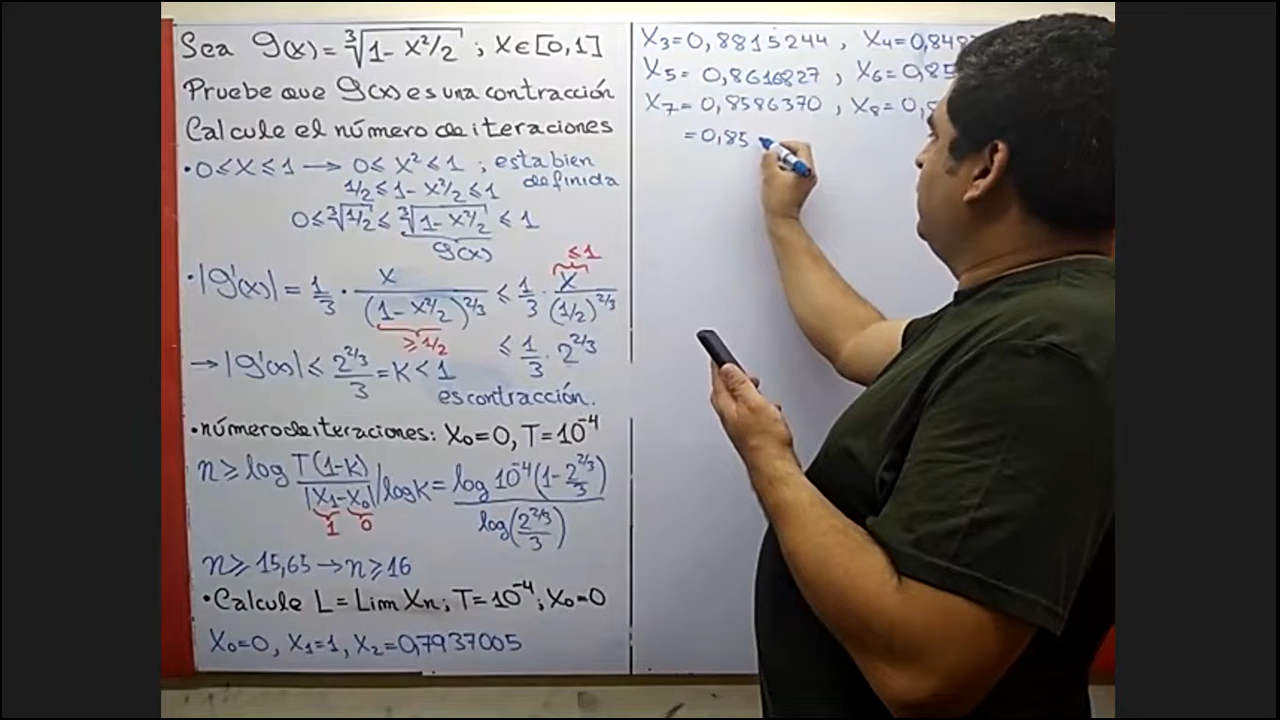 Sea g(x) = ∛(1 - x²/2) ; x ∈ [0,1]
Pruebe que g(x) es una contracción
Calcule el número de iteraciones
• 0 ≤ x ≤ 1 → 0 ≤ x² ≤ 1 ; esta bien definida
1/2 ≤ 1 - x²/2 ≤ 1
0 ≤ ∛(1/2) ≤ ∛(1 - x²/2) ≤ 1
g(x)
≤ 1
• |g'(x)| = 1/3 · x/(1 - x²/2)^(2/3) ≤ 1/3 · x/(1/2)^(2/3)
≥ 1/2
≤ 1/3 · 2^(2/3)
→ |g'(x)| ≤ 2^(2/3)/3 = K < 1
es contracción.
• número de iteraciones: X₀=0, T=10⁻⁴
n ≥ log T(1-K)/|X₁-X₀| / log K = log 10⁻⁴(1 - 2^(2/3)/3) / log(2^(2/3)/3)
1 0
n ≥ 15,65 → n ≥ 16
• Calcule L = Lim Xn ; T=10⁻⁴ ; X₀=0
X₀=0, X₁=1, X₂=0,7937005
X₃=0,8815244 , X₄=0,848
X₅=0,8616827 , X₆=0,85
X₇=0,8586370 , X₈=0,8
=0,85